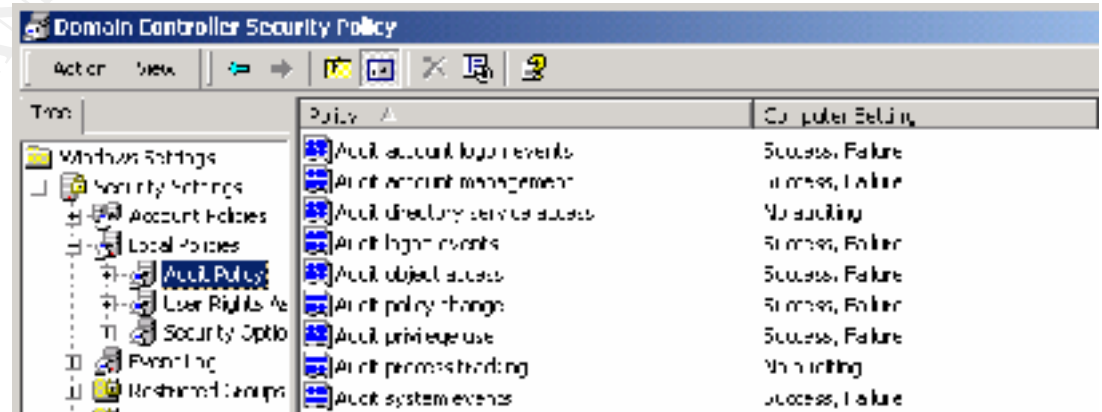 Domain Controller Security Policy
Action View
Tree
Policy Computer Setting
Windows Settings
Security Settings
Account Policies
Local Policies
Audit Policy
User Rights As
Security Optio
Event Log
Restricted Groups
Audit account logon events Success, Failure
Audit account management Success, Failure
Audit directory service access No auditing
Audit logon events Success, Failure
Audit object access Success, Failure
Audit policy change Success, Failure
Audit privilege use Success, Failure
Audit process tracking No auditing
Audit system events Success, Failure